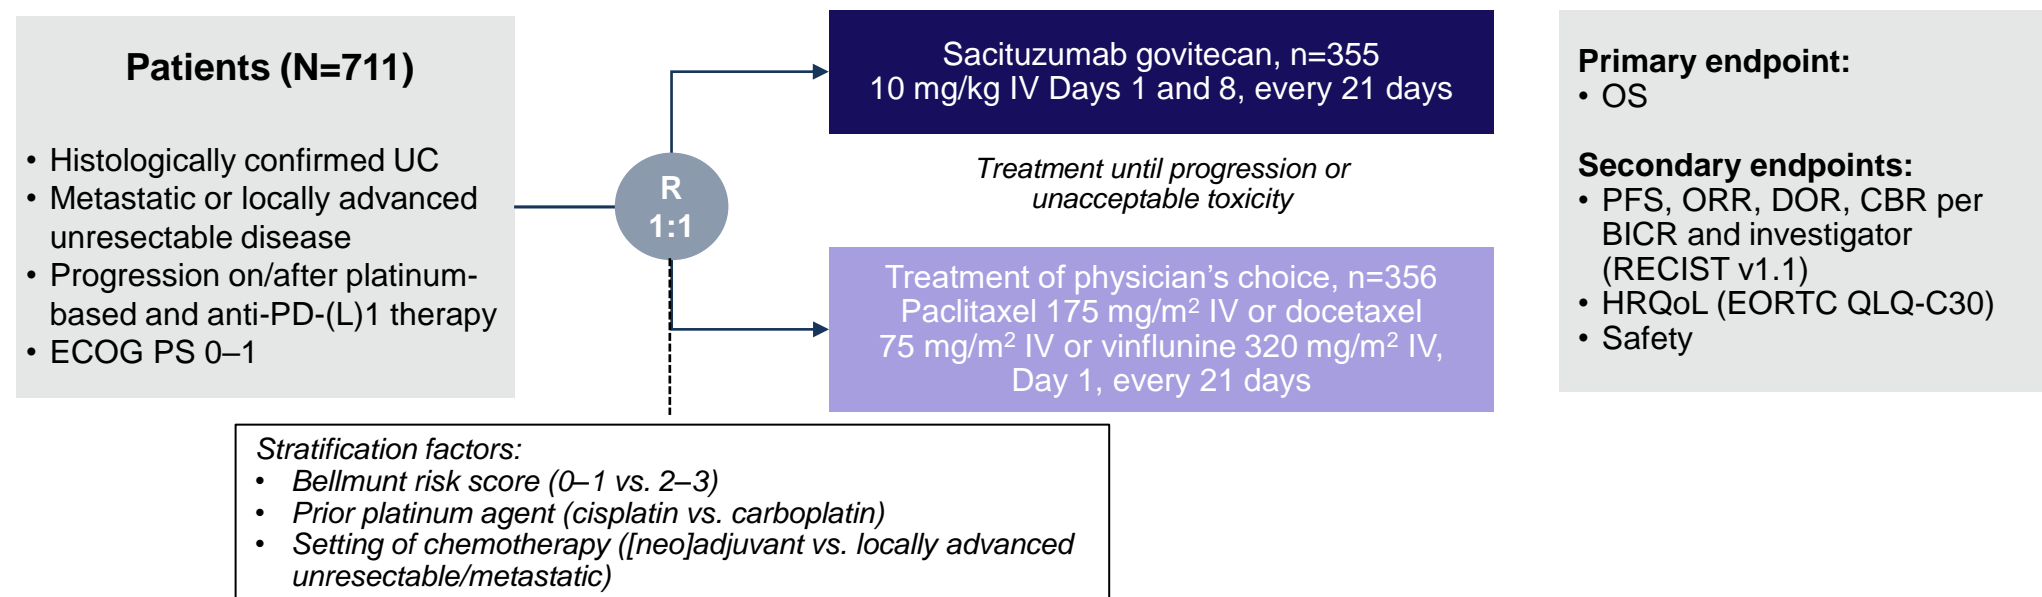 Patients (N=711)
• Histologically confirmed UC
• Metastatic or locally advanced
unresectable disease
• Progression on/after platinum-
based and anti-PD-(L)1 therapy
• ECOG PS 0–1
R
1:1
Sacituzumab govitecan, n=355
10 mg/kg IV Days 1 and 8, every 21 days
Treatment until progression or
unacceptable toxicity
Treatment of physician’s choice, n=356
Paclitaxel 175 mg/m² IV or docetaxel
75 mg/m² IV or vinflunine 320 mg/m² IV,
Day 1, every 21 days
Stratification factors:
• Bellmunt risk score (0–1 vs. 2–3)
• Prior platinum agent (cisplatin vs. carboplatin)
• Setting of chemotherapy ([neo]adjuvant vs. locally advanced
unresectable/metastatic)
Primary endpoint:
• OS
Secondary endpoints:
• PFS, ORR, DOR, CBR per
BICR and investigator
(RECIST v1.1)
• HRQoL (EORTC QLQ-C30)
• Safety